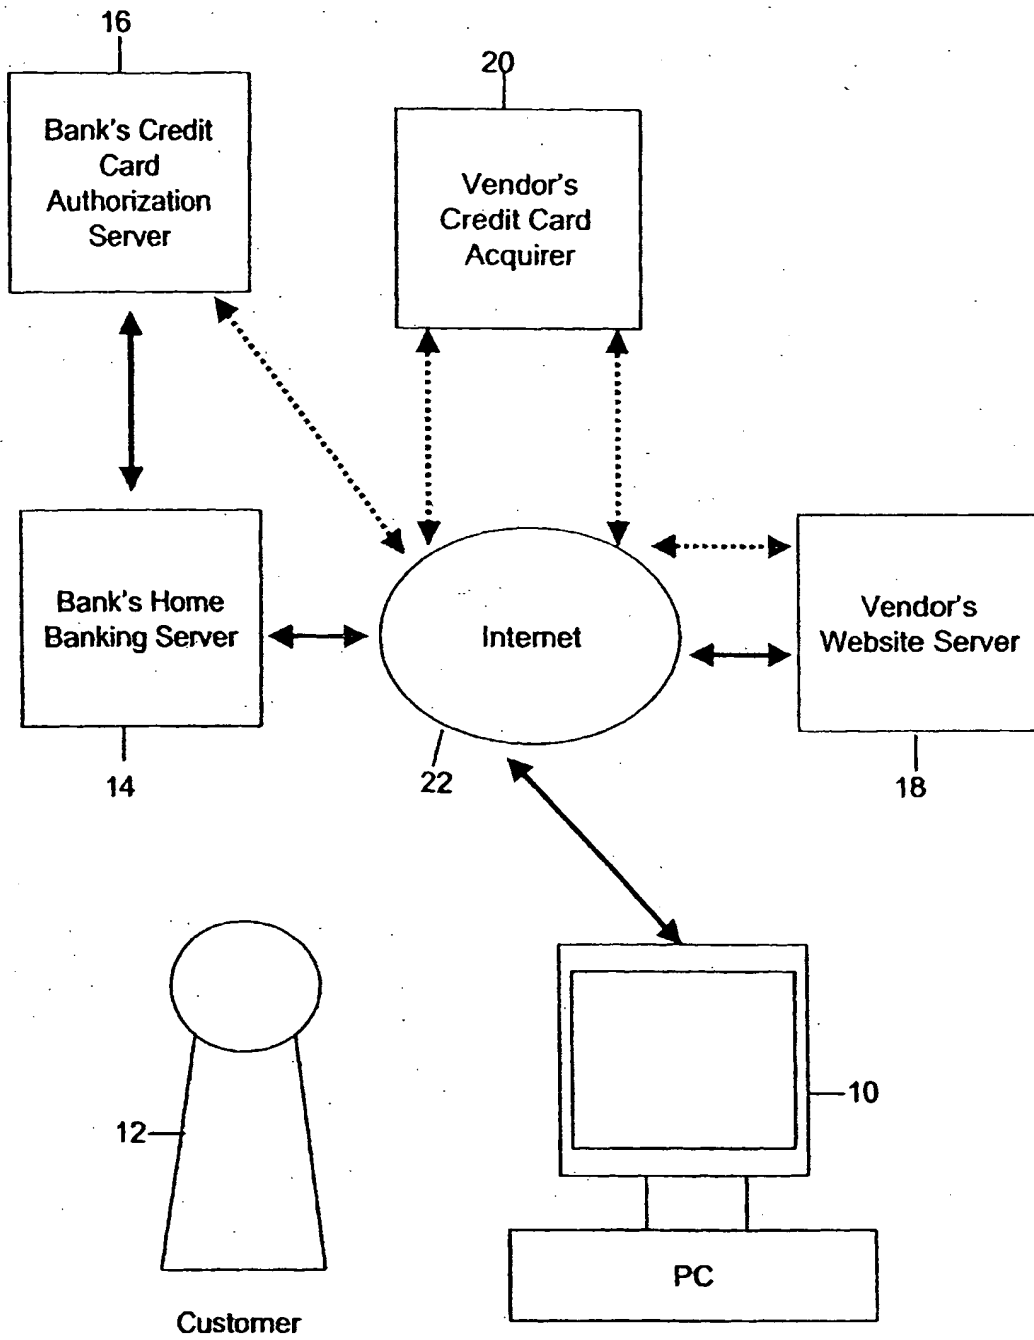 16
20
Bank's Credit
Card
Authorization
Server
Vendor's
Credit Card
Acquirer
Bank's Home
Banking Server
Internet
Vendor's
Website Server
14
22
18
12
10
PC
Customer